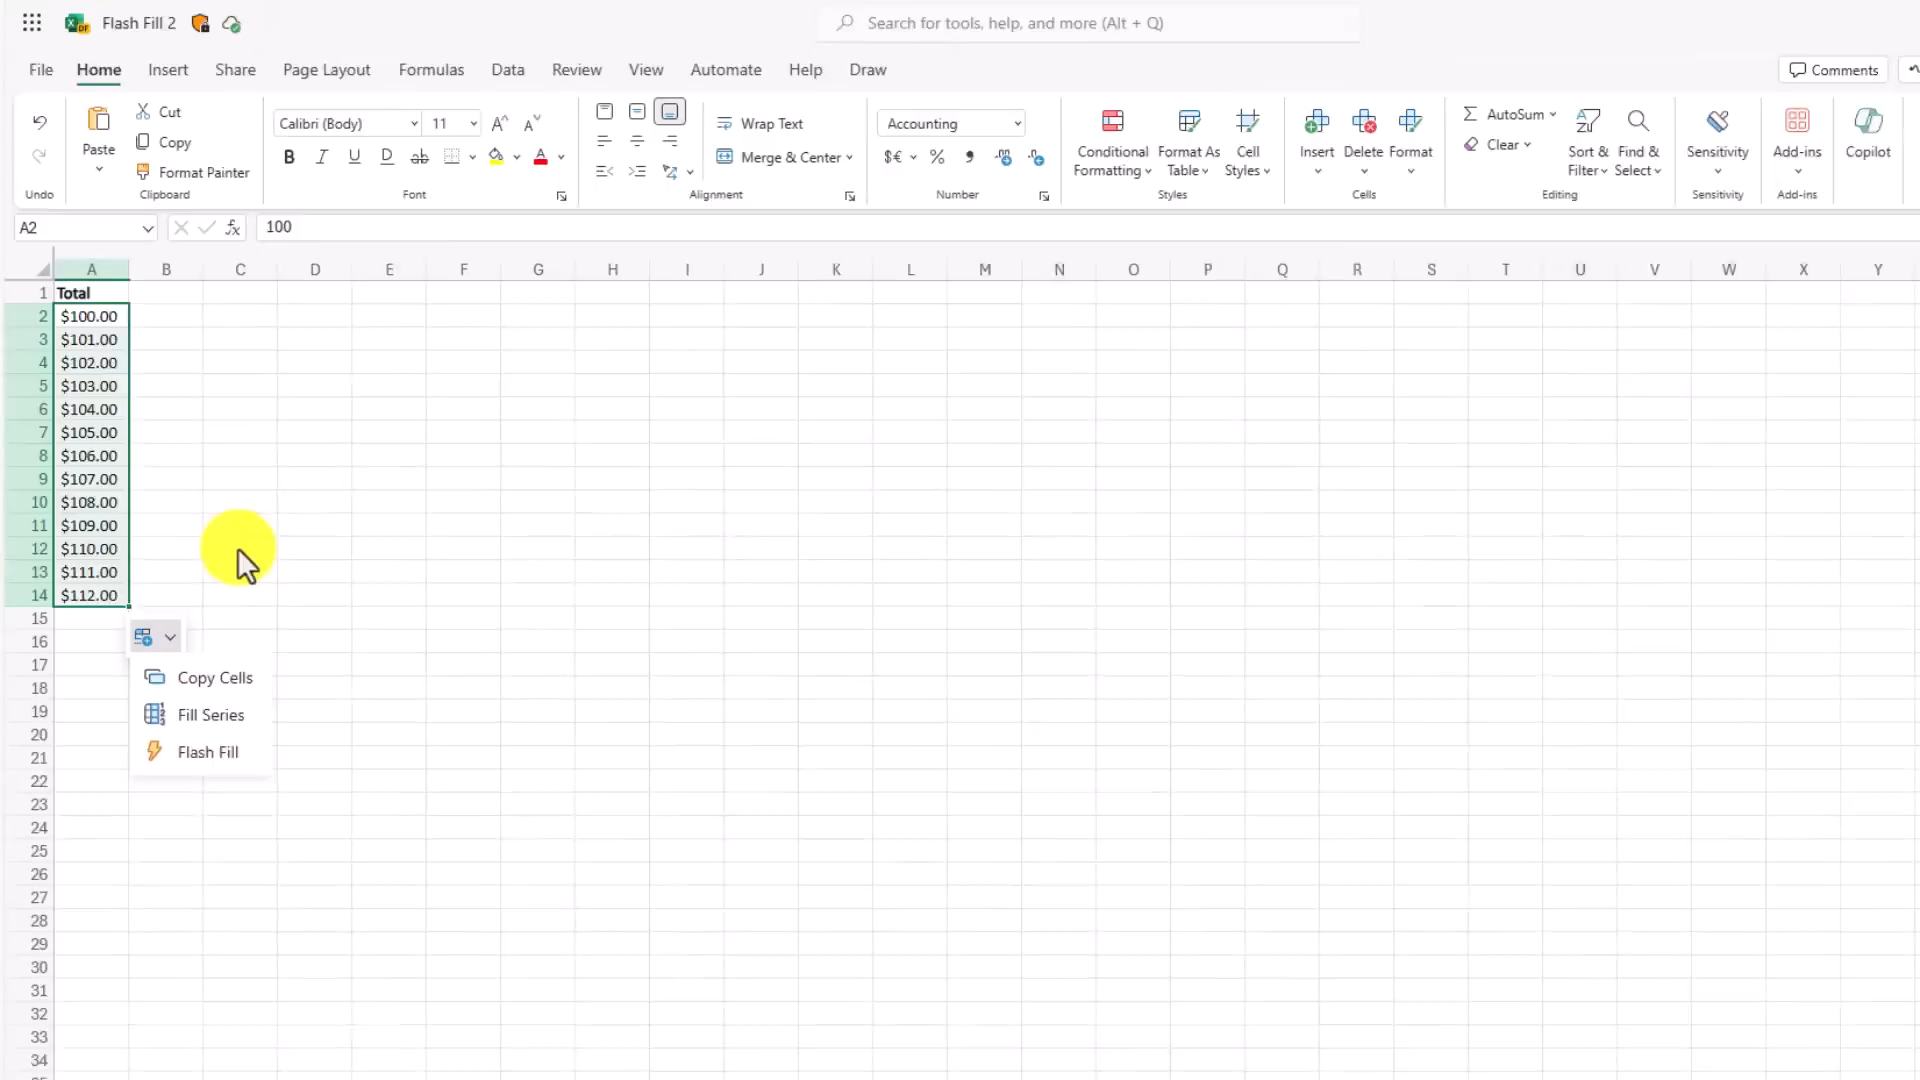 Flash Fill 2
Search for tools, help, and more (Alt + Q)
File Home Insert Share Page Layout Formulas Data Review View Automate Help Draw
Comments
Paste
Cut
Copy
Format Painter
Calibri (Body) 11
Wrap Text
Merge & Center
Accounting
$€ %
Conditional Formatting
Format As Table
Cell Styles
Insert
Delete
Format
AutoSum
Clear
Sort & Filter
Find & Select
Sensitivity
Add-ins
Copilot
Undo Clipboard Font Alignment Number Styles Cells Editing Sensitivity Add-ins
A2 fx 100
A B C D E F G H I J K L M N O P Q R S T U V W X Y
1 Total
2 $100.00
3 $101.00
4 $102.00
5 $103.00
6 $104.00
7 $105.00
8 $106.00
9 $107.00
10 $108.00
11 $109.00
12 $110.00
13 $111.00
14 $112.00
15
16
17
Copy Cells
18
19
Fill Series
20
21
Flash Fill
22
23
24
25
26
27
28
29
30
31
32
33
34